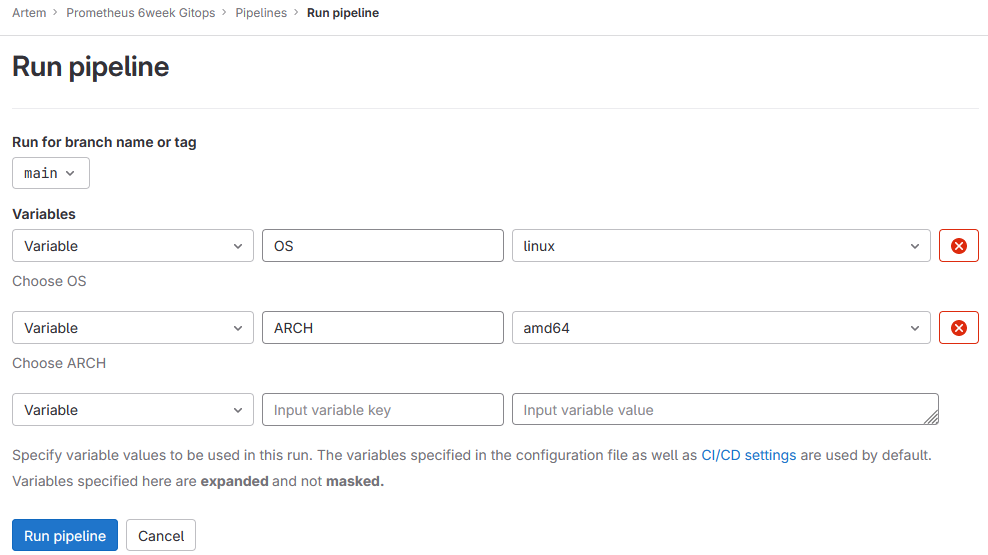 Artem > Prometheus 6week Gitops > Pipelines > Run pipeline
Run pipeline
Run for branch name or tag
main
Variables
Variable OS linux
Choose OS
Variable ARCH amd64
Choose ARCH
Variable Input variable key Input variable value
Specify variable values to be used in this run. The variables specified in the configuration file as well as CI/CD settings are used by default.
Variables specified here are expanded and not masked.
Run pipeline Cancel